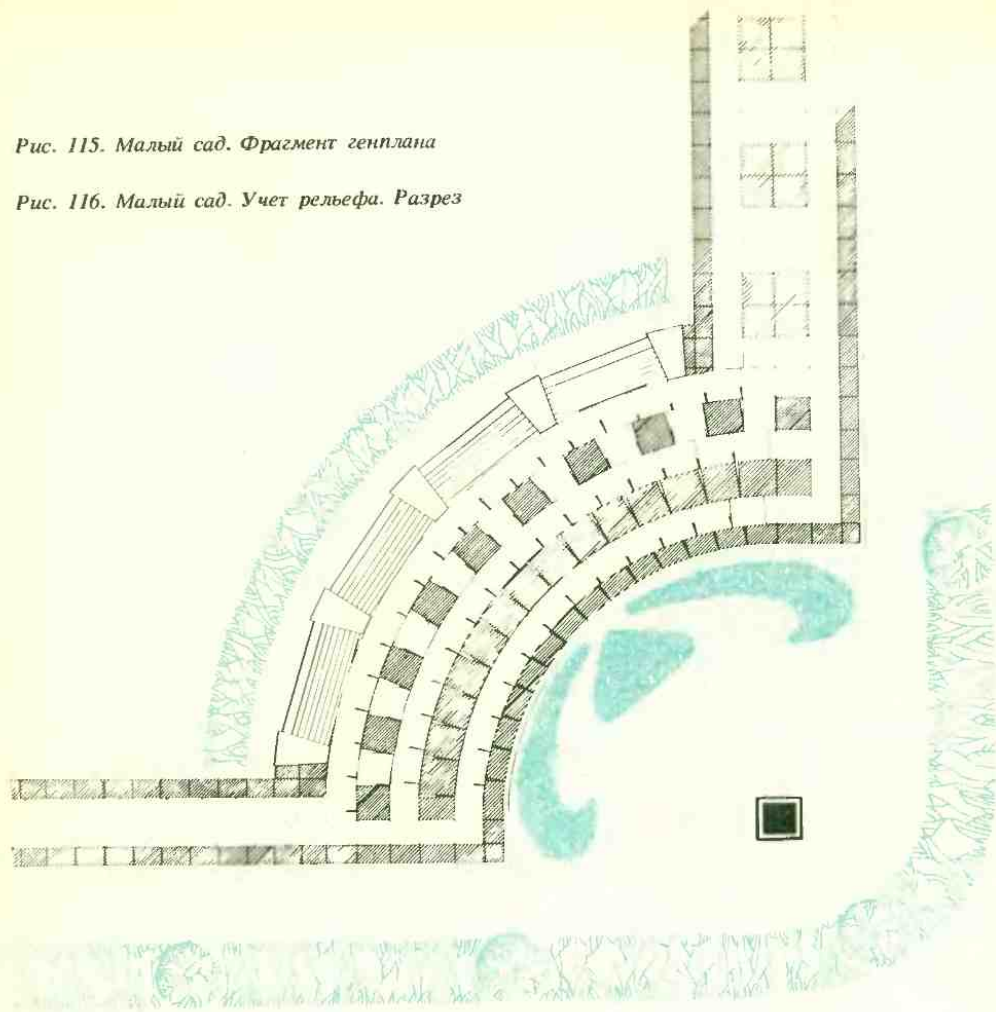 Рис. 115. Малый сад. Фрагмент генплана
Рис. 116. Малый сад. Учет рельефа. Разрез